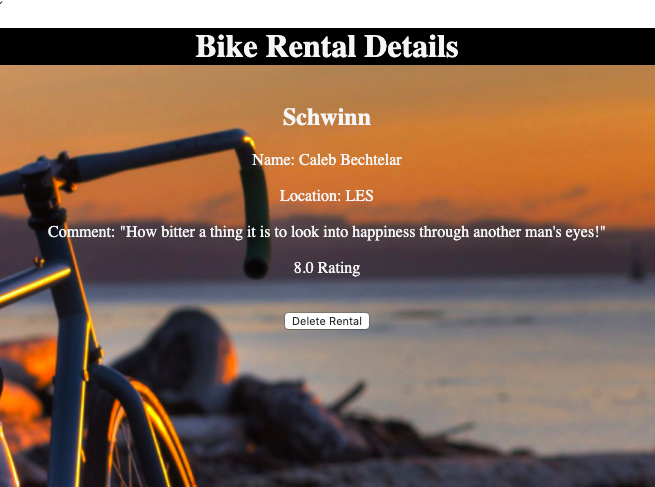 Bike Rental Details
Schwinn
Name: Caleb Bechtelar
Location: LES
Comment: "How bitter a thing it is to look into happiness through another man's eyes!"
8.0 Rating
Delete Rental